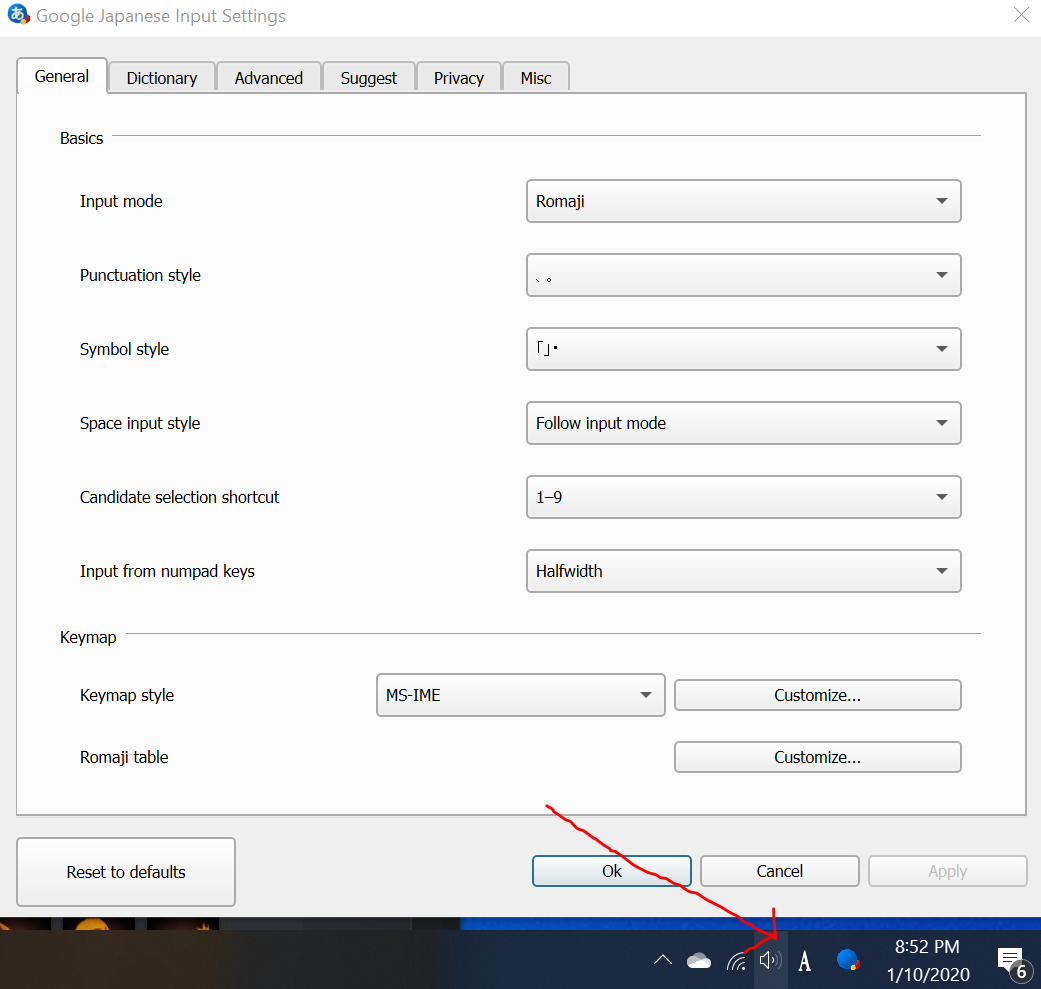 あ Google Japanese Input Settings
General Dictionary Advanced Suggest Privacy Misc
Basics
Input mode Romaji
Punctuation style 、。
Symbol style 「」・
Space input style Follow input mode
Candidate selection shortcut 1–9
Input from numpad keys Halfwidth
Keymap
Keymap style MS-IME Customize...
Romaji table Customize...
Reset to defaults Ok Cancel Apply
A 8:52 PM
1/10/2020 6